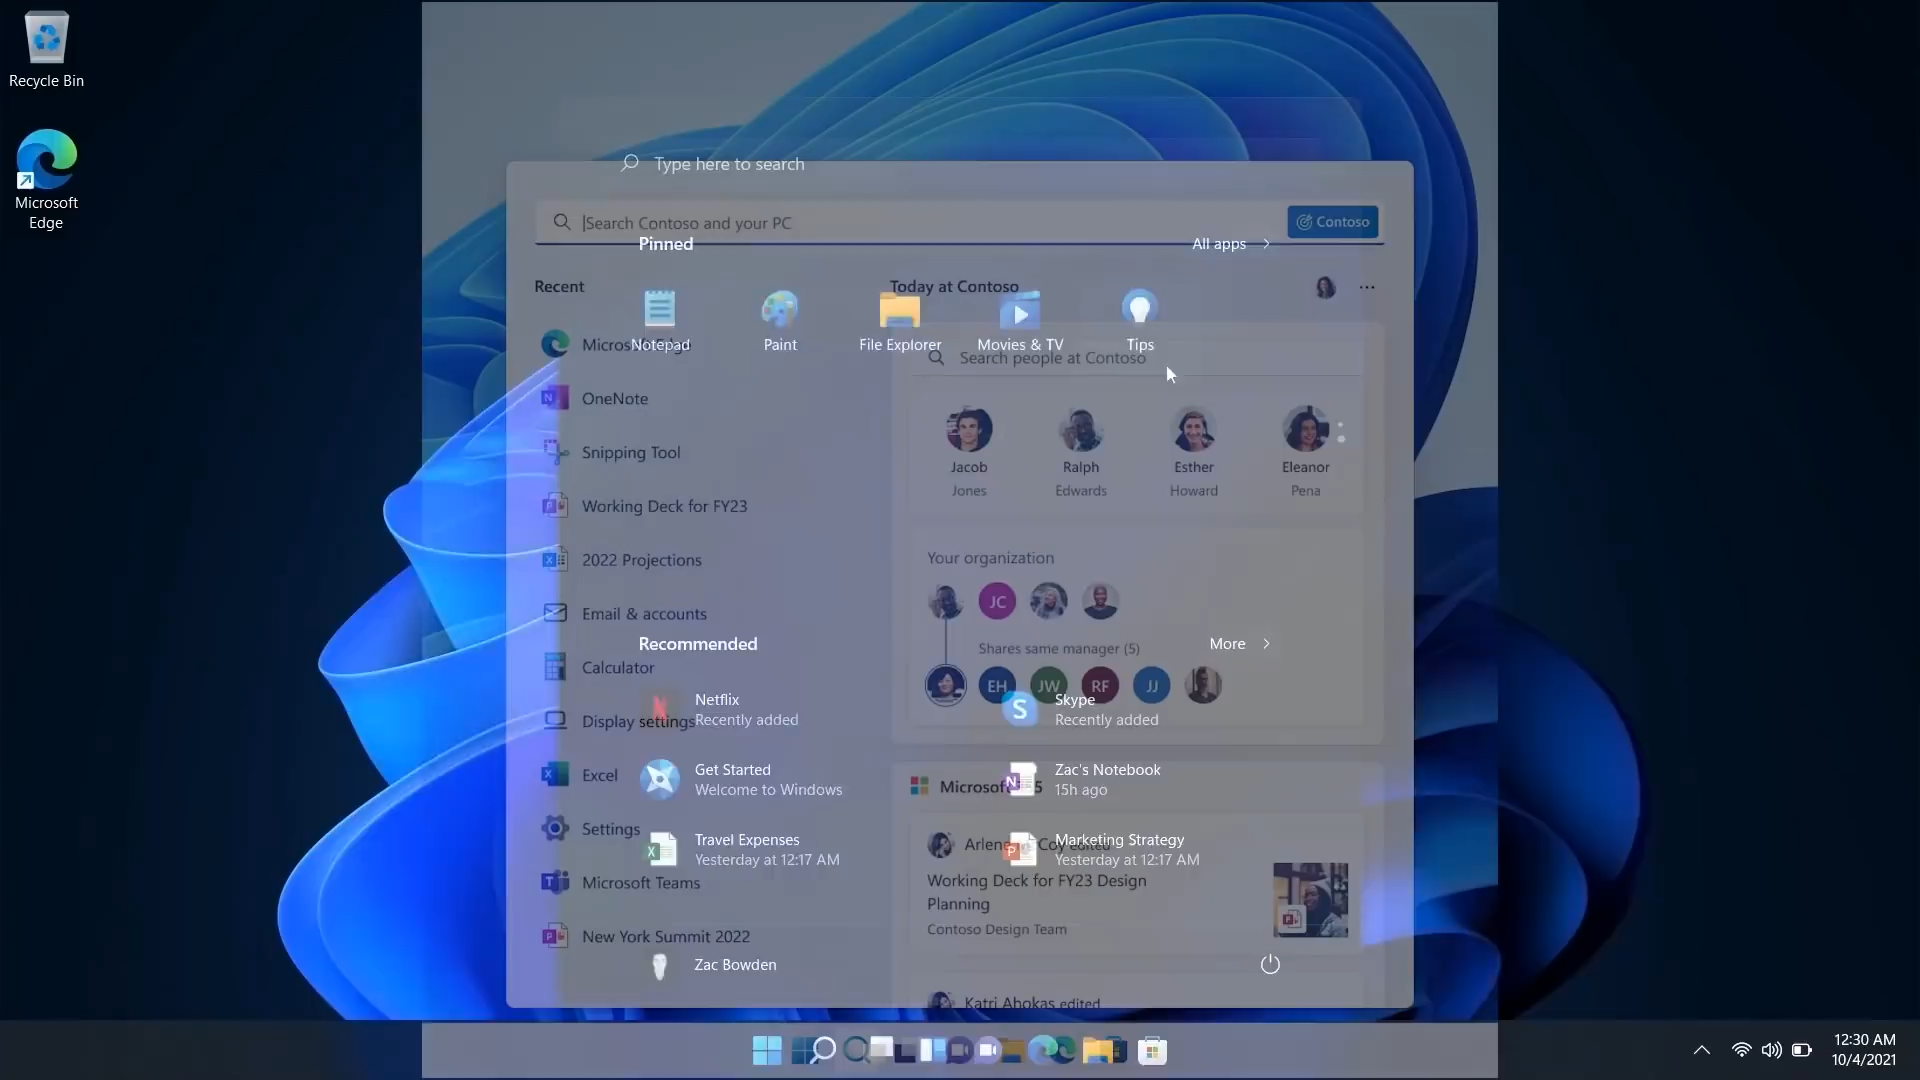 Recycle Bin
Microsoft
Edge
Type here to search
Search Contoso and your PC
Contoso
Pinned
All apps
Recent
Today at Contoso
Microsoft Edge
Notepad
Paint
File Explorer
Movies & TV
Tips
Search people at Contoso
OneNote
Snipping Tool
Working Deck for FY23
2022 Projections
Email & accounts
Calculator
Display settings
Excel
Settings
Microsoft Teams
New York Summit 2022
Jacob
Jones
Ralph
Edwards
Esther
Howard
Eleanor
Pena
Your organization
JC
Shares same manager (5)
EH
JW
RF
JJ
Recommended
More
Netflix
Recently added
Skype
Recently added
Get Started
Welcome to Windows
Zac's Notebook
15h ago
Travel Expenses
Yesterday at 12:17 AM
Marketing Strategy
Yesterday at 12:17 AM
Microsoft 5
Arlene Coy edited
Working Deck for FY23 Design
Planning
Contoso Design Team
Katri Ahokas edited
Zac Bowden
12:30 AM
10/4/2021